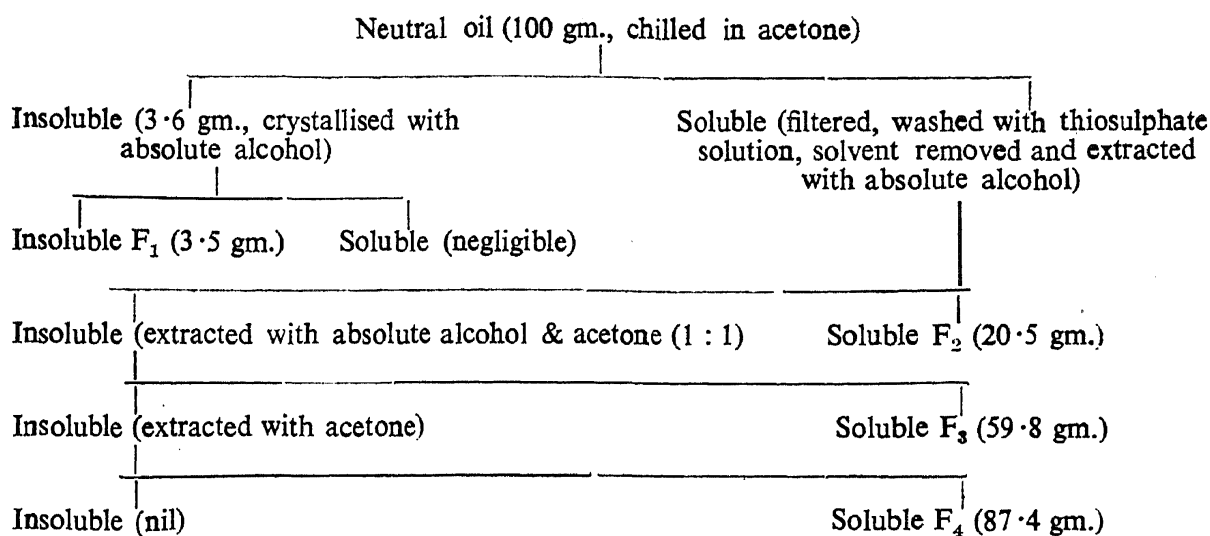 Neutral oil (100 gm., chilled in acetone)
Insoluble (3·6 gm., crystallised with
absolute alcohol)
Soluble (filtered, washed with thiosulphate
solution, solvent removed and extracted
with absolute alcohol)
Insoluble F₁ (3·5 gm.)
Soluble (negligible)
Insoluble (extracted with absolute alcohol & acetone (1 : 1)
Soluble F₂ (20·5 gm.)
Insoluble (extracted with acetone)
Soluble F₃ (59·8 gm.)
Insoluble (nil)
Soluble F₄ (87·4 gm.)